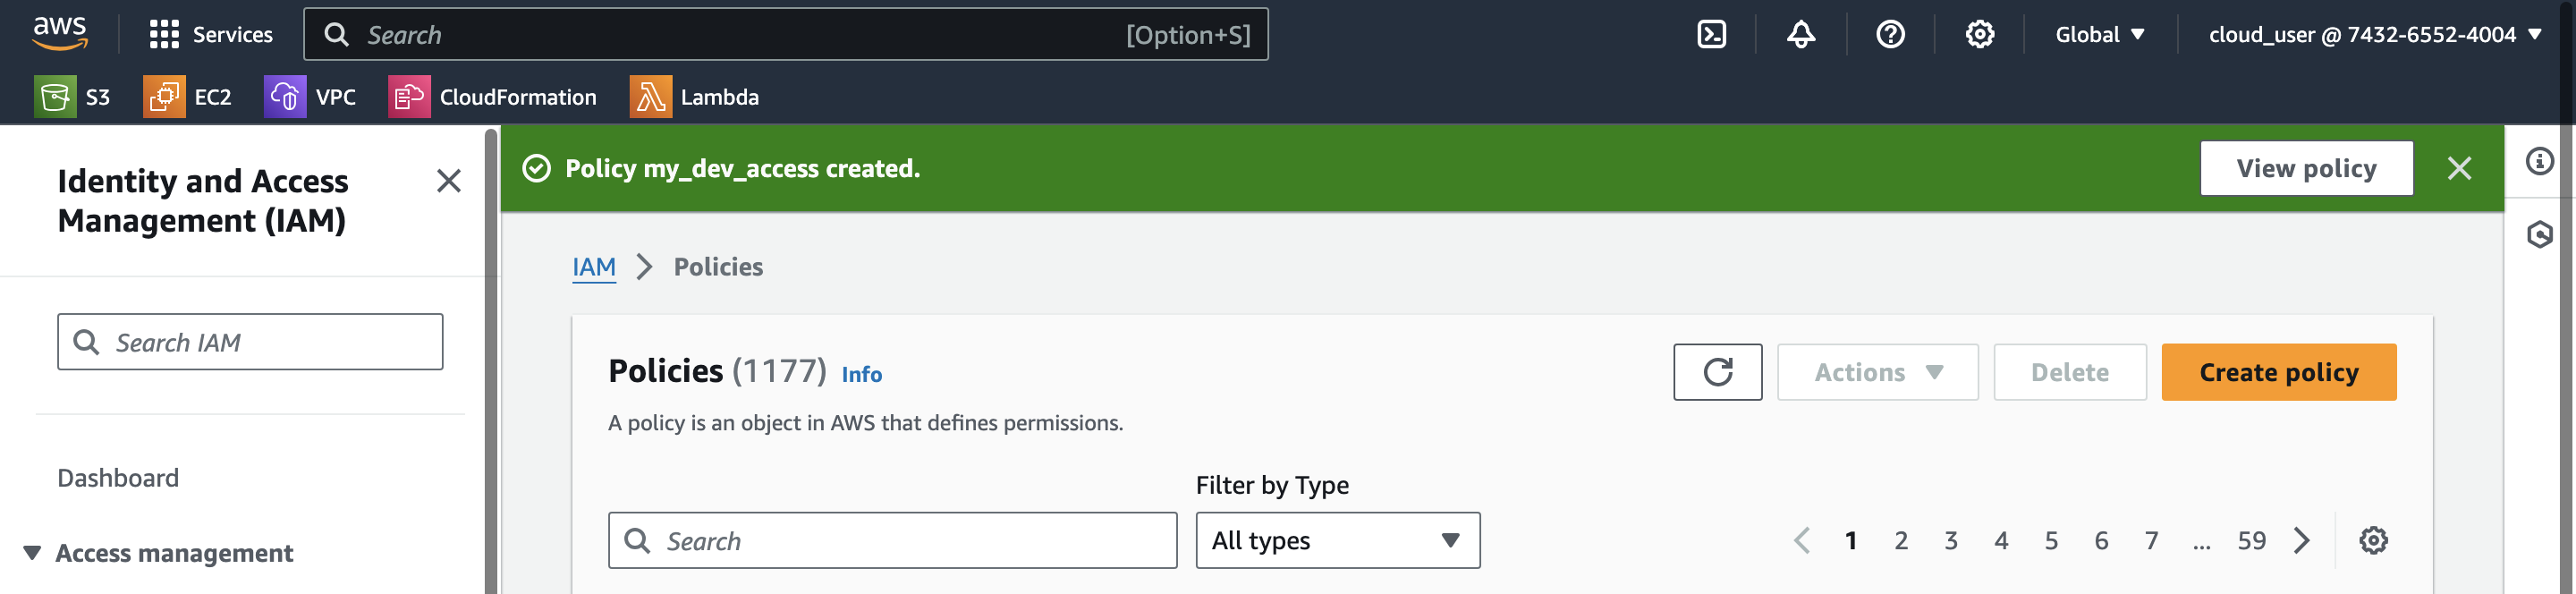 aws
Services
Search
[Option+S]
Global
cloud_user @ 7432-6552-4004
S3
EC2
VPC
CloudFormation
Lambda
Identity and Access
Management (IAM)
Search IAM
Dashboard
Access management
Policy my_dev_access created.
View policy
IAM
Policies
Policies (1177) Info
A policy is an object in AWS that defines permissions.
Actions
Delete
Create policy
Filter by Type
Search
All types
1 2 3 4 5 6 7 ... 59